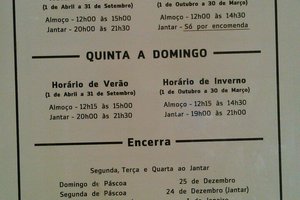 (1 de Abril a 31 de Setembro) (1 de Outubro a 30 de Março)
Almoço - 12h00 às 15h00 Almoço - 12h00 às 14h30
Jantar - 20h00 às 21h30 Jantar - Só por encomenda
QUINTA A DOMINGO
Horário de Verão Horário de Inverno
(1 de Abril a 31 de Setembro) (1 de Outubro a 30 de Março)
Almoço - 12h15 às 15h00 Almoço - 12h15 às 14h30
Jantar - 20h00 às 21h30 Jantar - 19h00 às 21h00
Encerra
Segunda, Terça e Quarta ao Jantar
Domingo de Páscoa 25 de Dezembro
Segunda de Páscoa 24 de Dezembro (Jantar)
de Janeiro